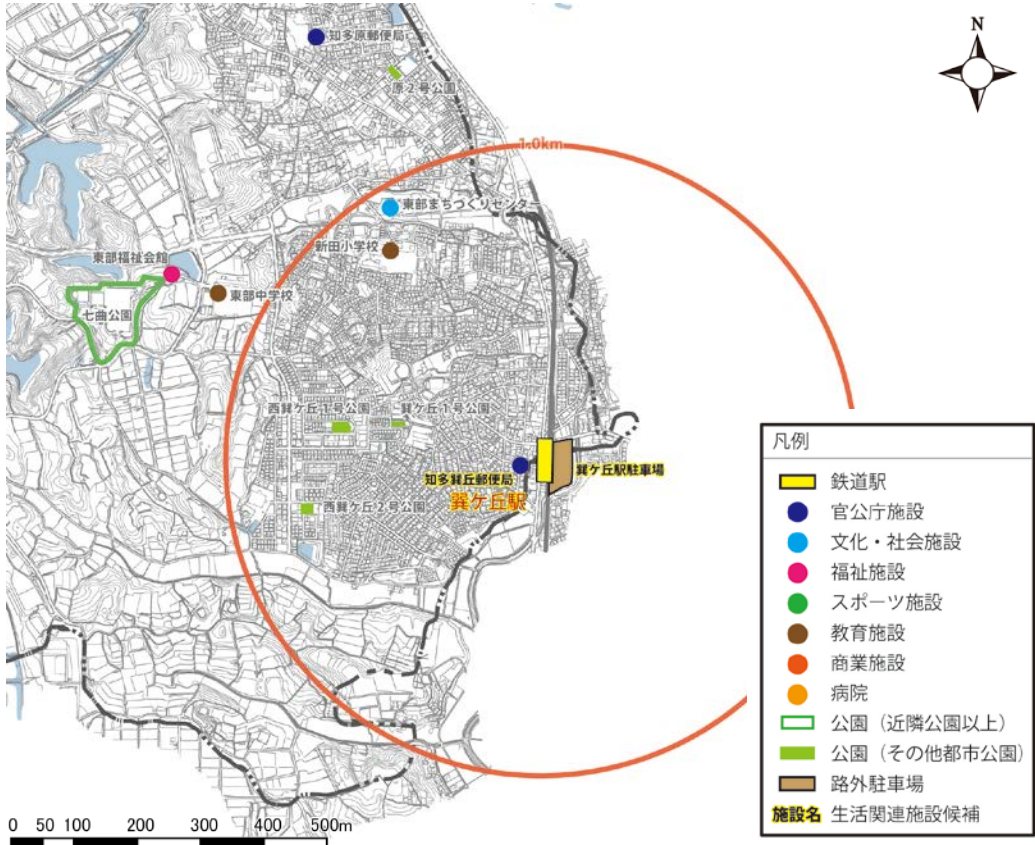 知多原郵便局
原2号公園
N
1.0km
東部まちづくりセンター
新田小学校
東部福祉会館
東部中学校
七曲公園
西巽ケ丘1号公園
巽ケ丘1号公園
知多巽丘郵便局
巽ケ丘駅駐車場
巽ケ丘駅
西巽ケ丘2号公園
凡例
鉄道駅
官公庁施設
文化・社会施設
福祉施設
スポーツ施設
教育施設
商業施設
病院
公園（近隣公園以上）
公園（その他都市公園）
路外駐車場
施設名 生活関連施設候補
0 50 100 200 300 400 500m